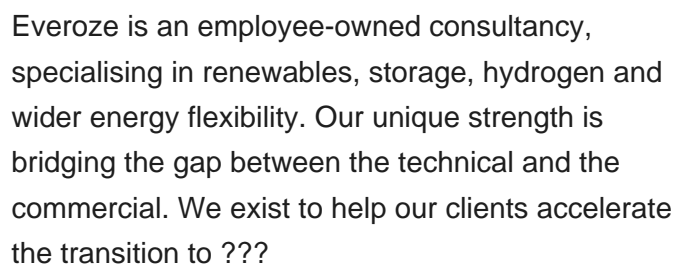 Everoze is an employee-owned consultancy,
specialising in renewables, storage, hydrogen and
wider energy flexibility. Our unique strength is
bridging the gap between the technical and the
commercial. We exist to help our clients accelerate
the transition to ???